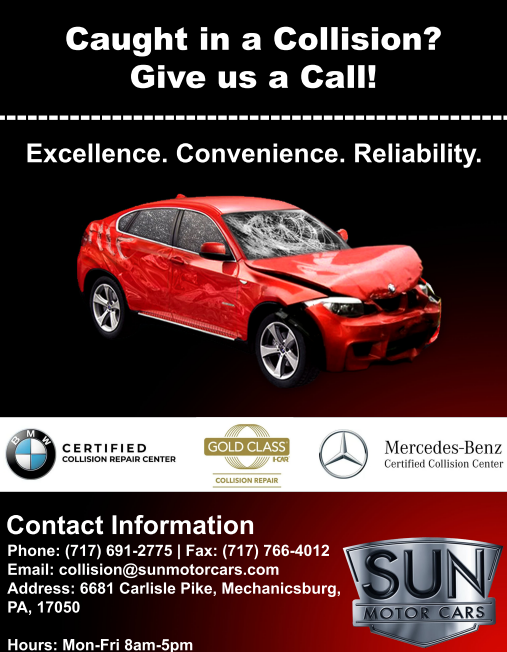 Caught in a Collision?
Give us a Call!
Excellence. Convenience. Reliability.
BMW
CERTIFIED
COLLISION REPAIR CENTER
GOLD CLASS
I-CAR
COLLISION REPAIR
Mercedes-Benz
Certified Collision Center
Contact Information
Phone: (717) 691-2775 | Fax: (717) 766-4012
Email: collision@sunmotorcars.com
Address: 6681 Carlisle Pike, Mechanicsburg,
PA, 17050
Hours: Mon-Fri 8am-5pm
SUN
MOTOR CARS